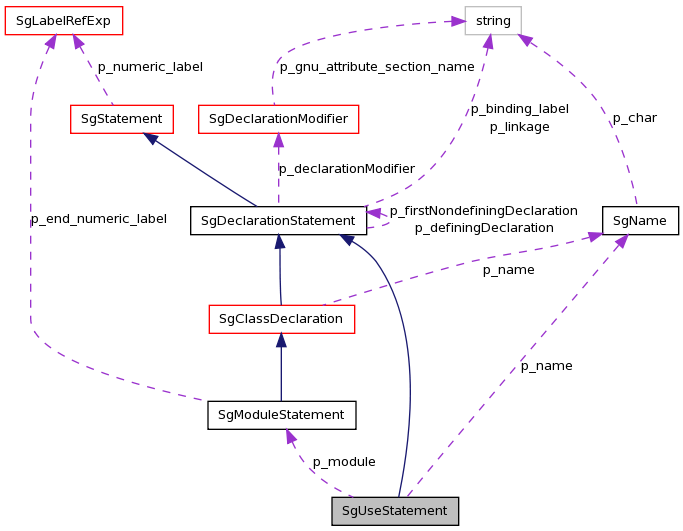 SgLabelRefExp
string
p_numeric_label
p_gnu_attribute_section_name
SgStatement
SgDeclarationModifier
p_binding_label
p_linkage
p_char
p_declarationModifier
p_end_numeric_label
SgDeclarationStatement
p_firstNondefiningDeclaration
p_definingDeclaration
SgName
p_name
SgClassDeclaration
p_name
SgModuleStatement
p_module
SgUseStatement